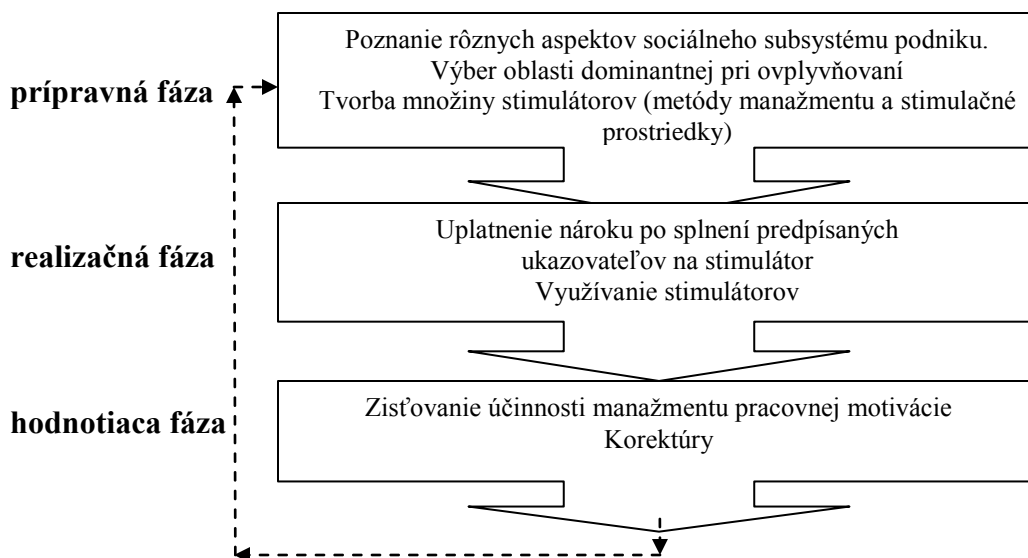 prípravná fáza
Poznanie rôznych aspektov sociálneho subsystému podniku.
Výber oblasti dominantnej pri ovplyvňovaní
Tvorba množiny stimulátorov (metódy manažmentu a stimulačné
prostriedky)
realizačná fáza
Uplatnenie nároku po splnení predpísaných
ukazovateľov na stimulátor
Využívanie stimulátorov
hodnotiaca fáza
Zisťovanie účinnosti manažmentu pracovnej motivácie
Korektúry